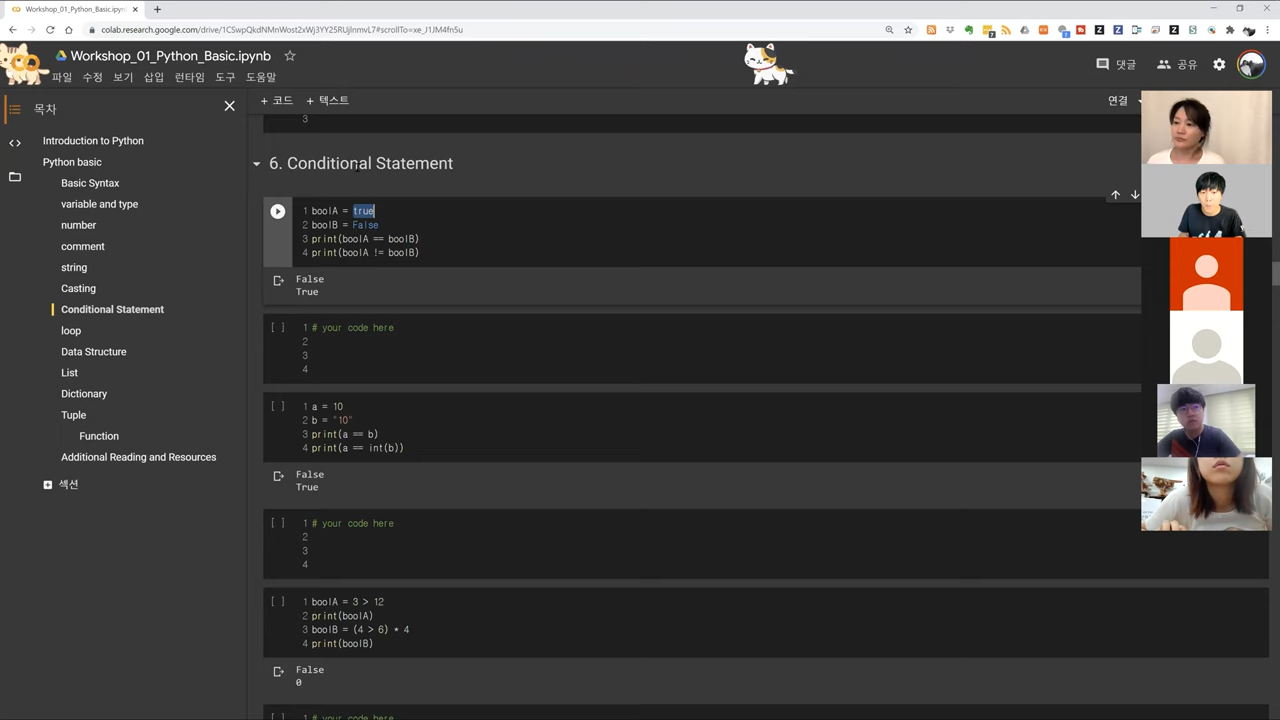 Workshop_01_Python_Basic.ipynb
colab.research.google.com/drive/1CSwpQkdNMnWost2xWj3YY25RUjlnmvL7#scrollTo=xe_J1JM4fn5u
Workshop_01_Python_Basic.ipynb
댓글
공유
파일 수정 보기 삽입 런타임 도구 도움말
목차
+ 코드 + 텍스트
연결
Introduction to Python
Python basic
Basic Syntax
variable and type
number
comment
string
Casting
Conditional Statement
loop
Data Structure
List
Dictionary
Tuple
Function
Additional Reading and Resources
섹션
3
6. Conditional Statement
1 boolA = true
2 boolB = False
3 print(boolA == boolB)
4 print(boolA != boolB)
False
True
[ ] 1 # your code here
2
3
4
[ ] 1 a = 10
2 b = "10"
3 print(a == b)
4 print(a == int(b))
False
True
[ ] 1 # your code here
2
3
4
[ ] 1 boolA = 3 > 12
2 print(boolA)
3 boolB = (4 > 6) * 4
4 print(boolB)
False
0
[ ] 1 # your code here